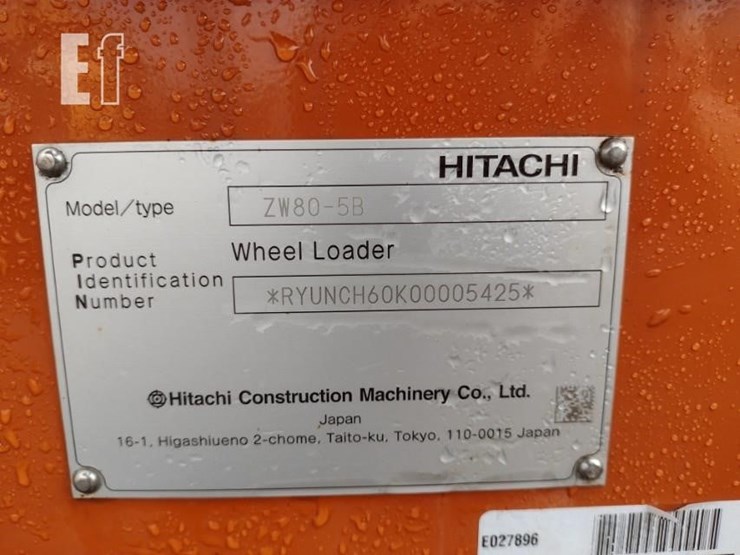 Ef
HITACHI
Model/type ZW80-5B
Wheel Loader
Product
Identification
Number
*RYUNCH60K00005425*
Hitachi Construction Machinery Co., Ltd.
Japan
16-1, Higashiueno 2-chome, Taito-ku, Tokyo, 110-0015 Japan
E027896